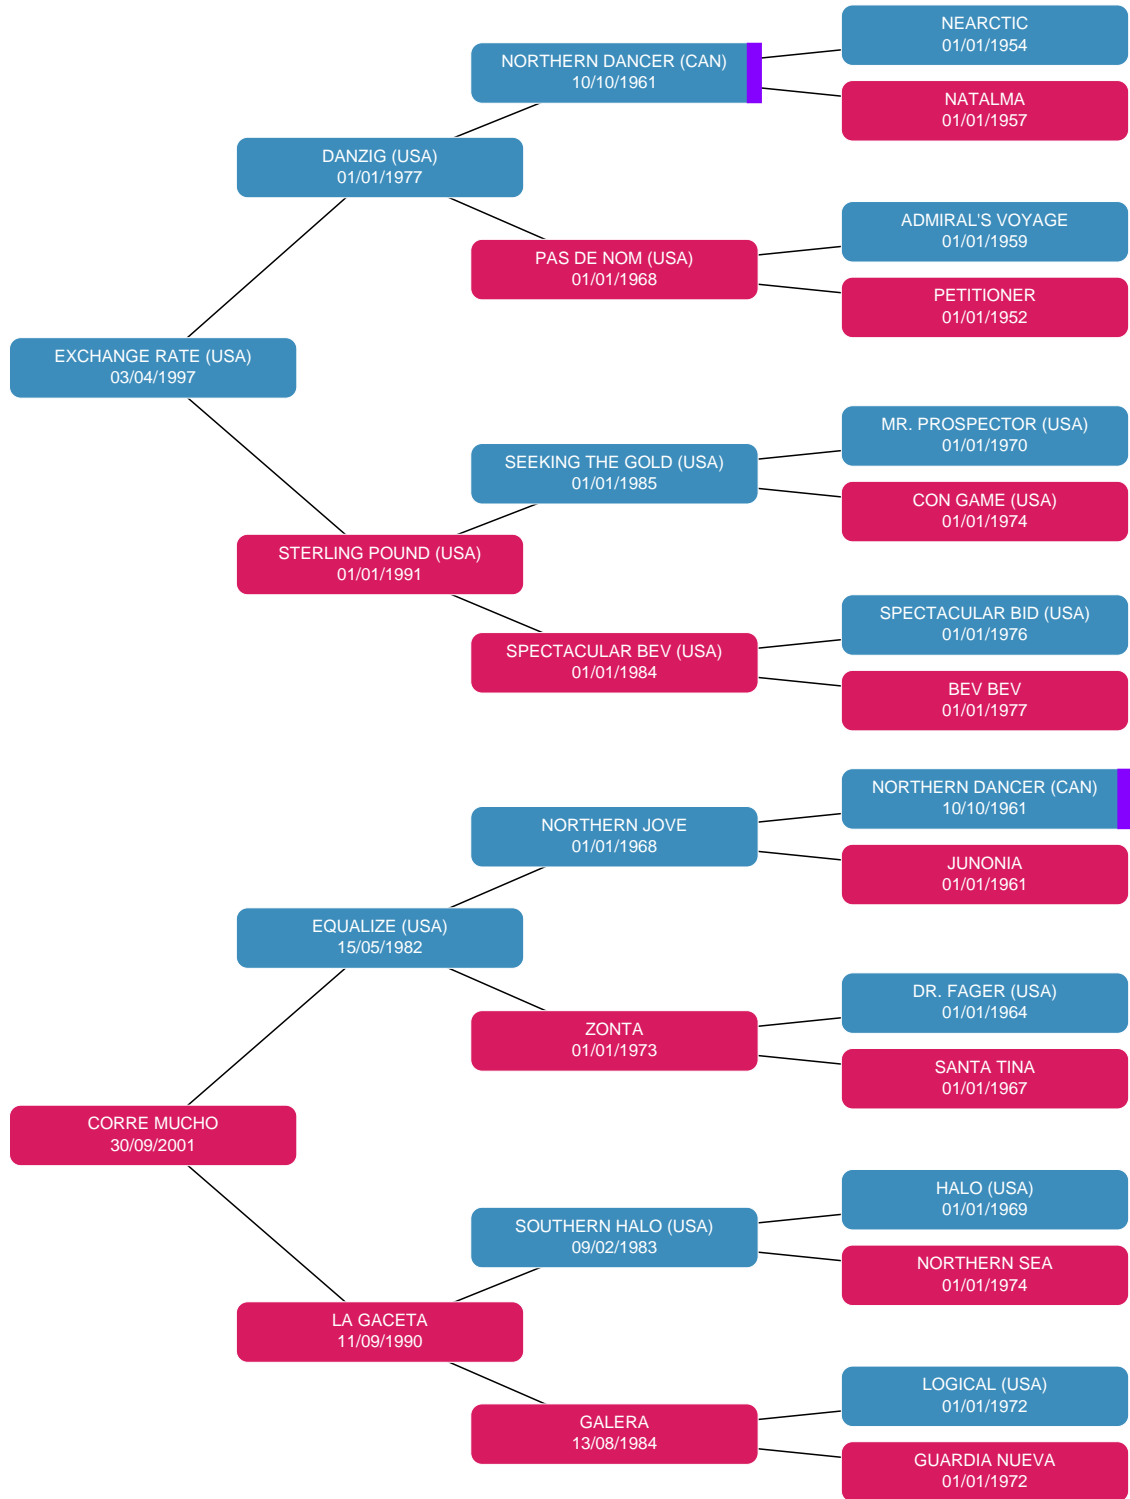 NEARCTIC
01/01/1954
NORTHERN DANCER (CAN)
10/10/1961
NATALMA
01/01/1957
DANZIG (USA)
01/01/1977
ADMIRAL'S VOYAGE
01/01/1959
PAS DE NOM (USA)
01/01/1968
PETITIONER
01/01/1952
EXCHANGE RATE (USA)
03/04/1997
MR. PROSPECTOR (USA)
01/01/1970
SEEKING THE GOLD (USA)
01/01/1985
CON GAME (USA)
01/01/1974
STERLING POUND (USA)
01/01/1991
SPECTACULAR BID (USA)
01/01/1976
SPECTACULAR BEV (USA)
01/01/1984
BEV BEV
01/01/1977
NORTHERN DANCER (CAN)
10/10/1961
NORTHERN JOVE
01/01/1968
JUNONIA
01/01/1961
EQUALIZE (USA)
15/05/1982
DR. FAGER (USA)
01/01/1964
ZONTA
01/01/1973
SANTA TINA
01/01/1967
CORRE MUCHO
30/09/2001
HALO (USA)
01/01/1969
SOUTHERN HALO (USA)
09/02/1983
NORTHERN SEA
01/01/1974
LA GACETA
11/09/1990
LOGICAL (USA)
01/01/1972
GALERA
13/08/1984
GUARDIA NUEVA
01/01/1972